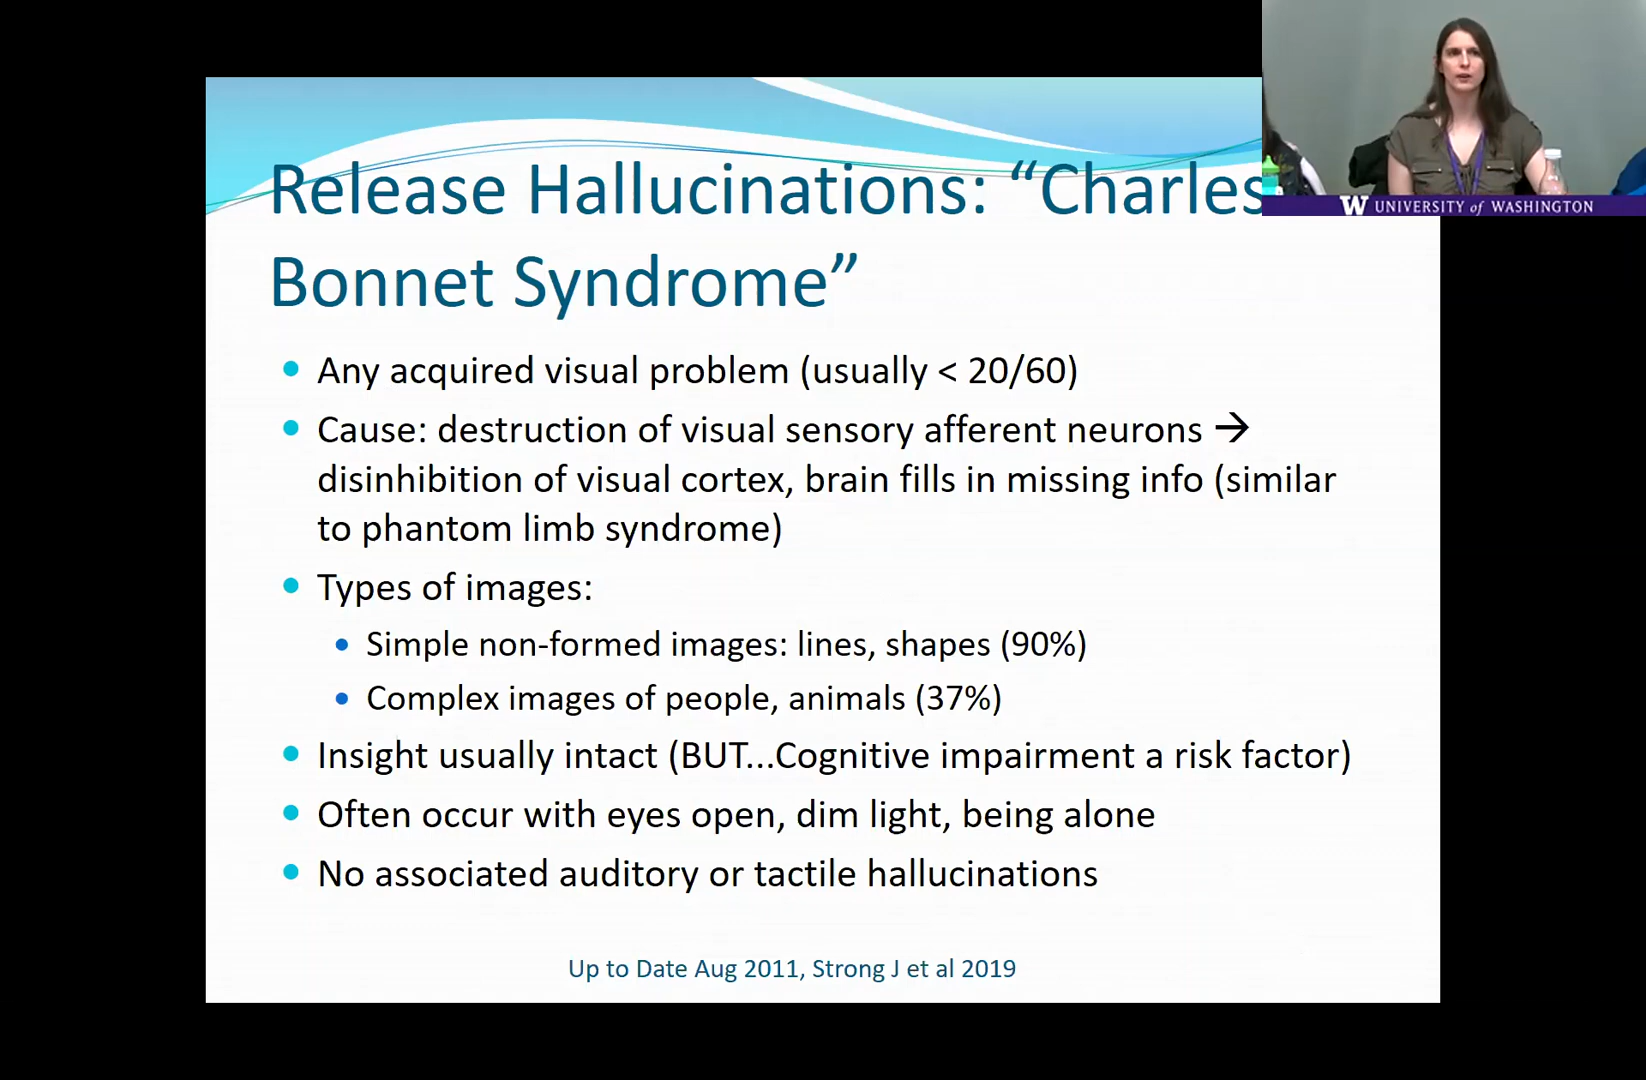 Release Hallucinations: “Charles
Bonnet Syndrome”
Any acquired visual problem (usually < 20/60)
Cause: destruction of visual sensory afferent neurons →
disinhibition of visual cortex, brain fills in missing info (similar
to phantom limb syndrome)
Types of images:
Simple non-formed images: lines, shapes (90%)
Complex images of people, animals (37%)
Insight usually intact (BUT...Cognitive impairment a risk factor)
Often occur with eyes open, dim light, being alone
No associated auditory or tactile hallucinations
Up to Date Aug 2011, Strong J et al 2019
W UNIVERSITY of WASHINGTON